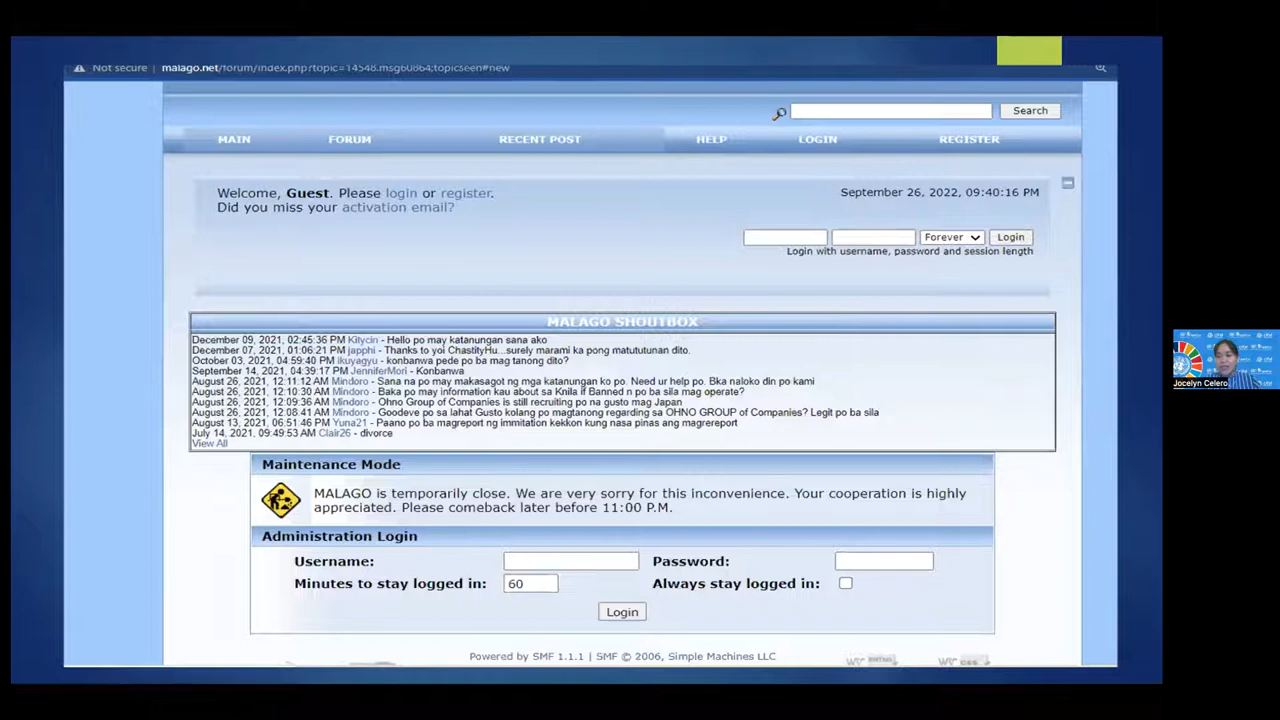 Not secure | malago.net/forum/index.php?topic=14548.msg60864;topicseen#new
Search
MAIN FORUM RECENT POST HELP LOGIN REGISTER
Welcome, Guest. Please login or register.
Did you miss your activation email?
September 26, 2022, 09:40:16 PM
Forever Login
Login with username, password and session length
MALAGO SHOUTBOX
December 09, 2021, 02:45:36 PM Kitycin - Hello po may katanungan sana ako
December 07, 2021, 01:06:21 PM japphi - Thanks to yoi ChastityHu...surely marami ka pong matututunan dito.
October 03, 2021, 04:59:40 PM ikuyagyu - konbanwa pede po ba mag tanong dito?
September 14, 2021, 04:39:17 PM JenniferMori - Konbanwa
August 26, 2021, 12:11:12 AM Mindoro - Sana na po may makasagot ng mga katanungan ko po. Need ur help po. Bka naloko din po kami
August 26, 2021, 12:10:30 AM Mindoro - Baka po may information kau about sa Knila if Banned n po ba sila mag operate?
August 26, 2021, 12:09:36 AM Mindoro - Ohno Group of Companies is still recruiting po na gusto mag Japan
August 26, 2021, 12:08:41 AM Mindoro - Goodeve po sa lahat Gusto kolang po magtanong regarding sa OHNO GROUP of Companies? Legit po ba sila
August 13, 2021, 06:51:46 PM Yuna21 - Paano po ba magreport ng immitation kekkon kung nasa pinas ang magrereport
July 14, 2021, 09:49:53 AM Clair26 - divorce
View All
Maintenance Mode
MALAGO is temporarily close. We are very sorry for this inconvenience. Your cooperation is highly
appreciated. Please comeback later before 11:00 P.M.
Administration Login
Username: Password:
Minutes to stay logged in: 60 Always stay logged in:
Login
Powered by SMF 1.1.1 | SMF © 2006, Simple Machines LLC
Jocelyn Celero